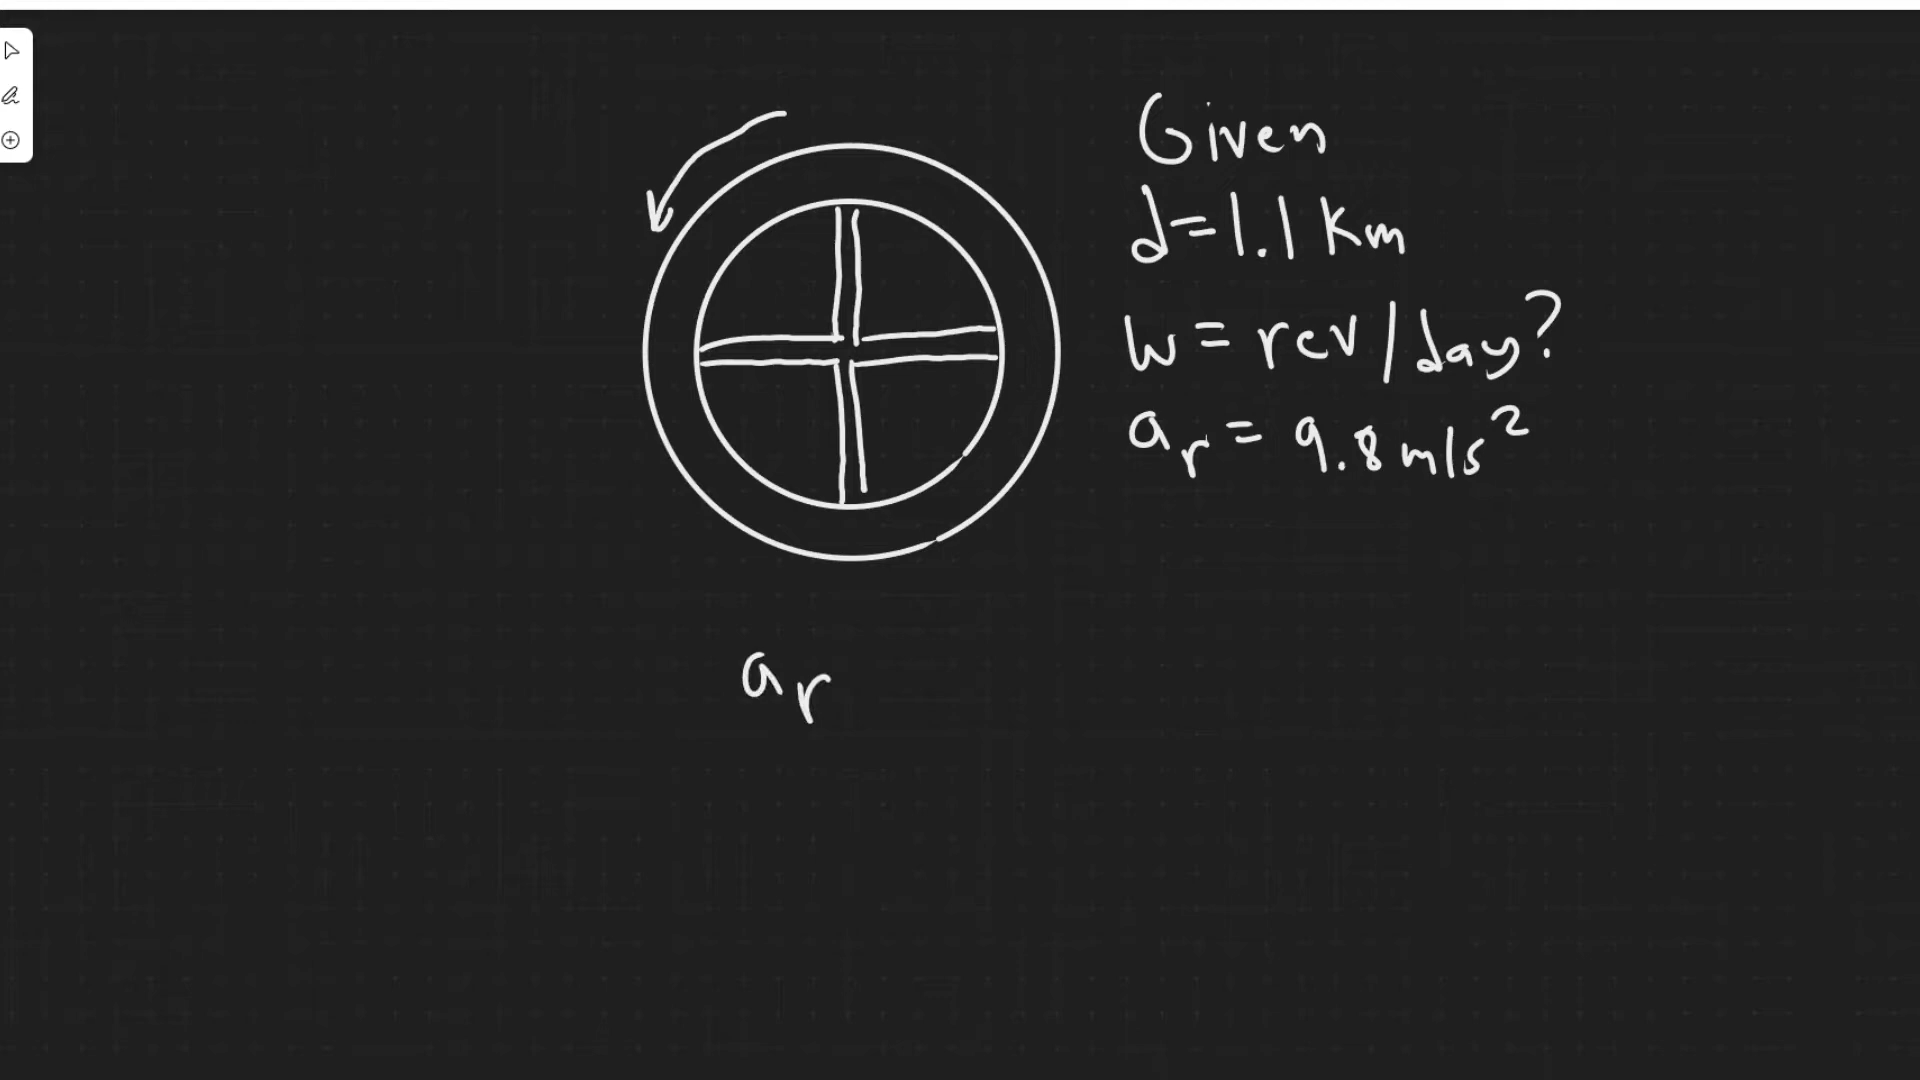 Given
d=1.1 Km
w = rev/day?
ar = 9.8 m/s²
ar